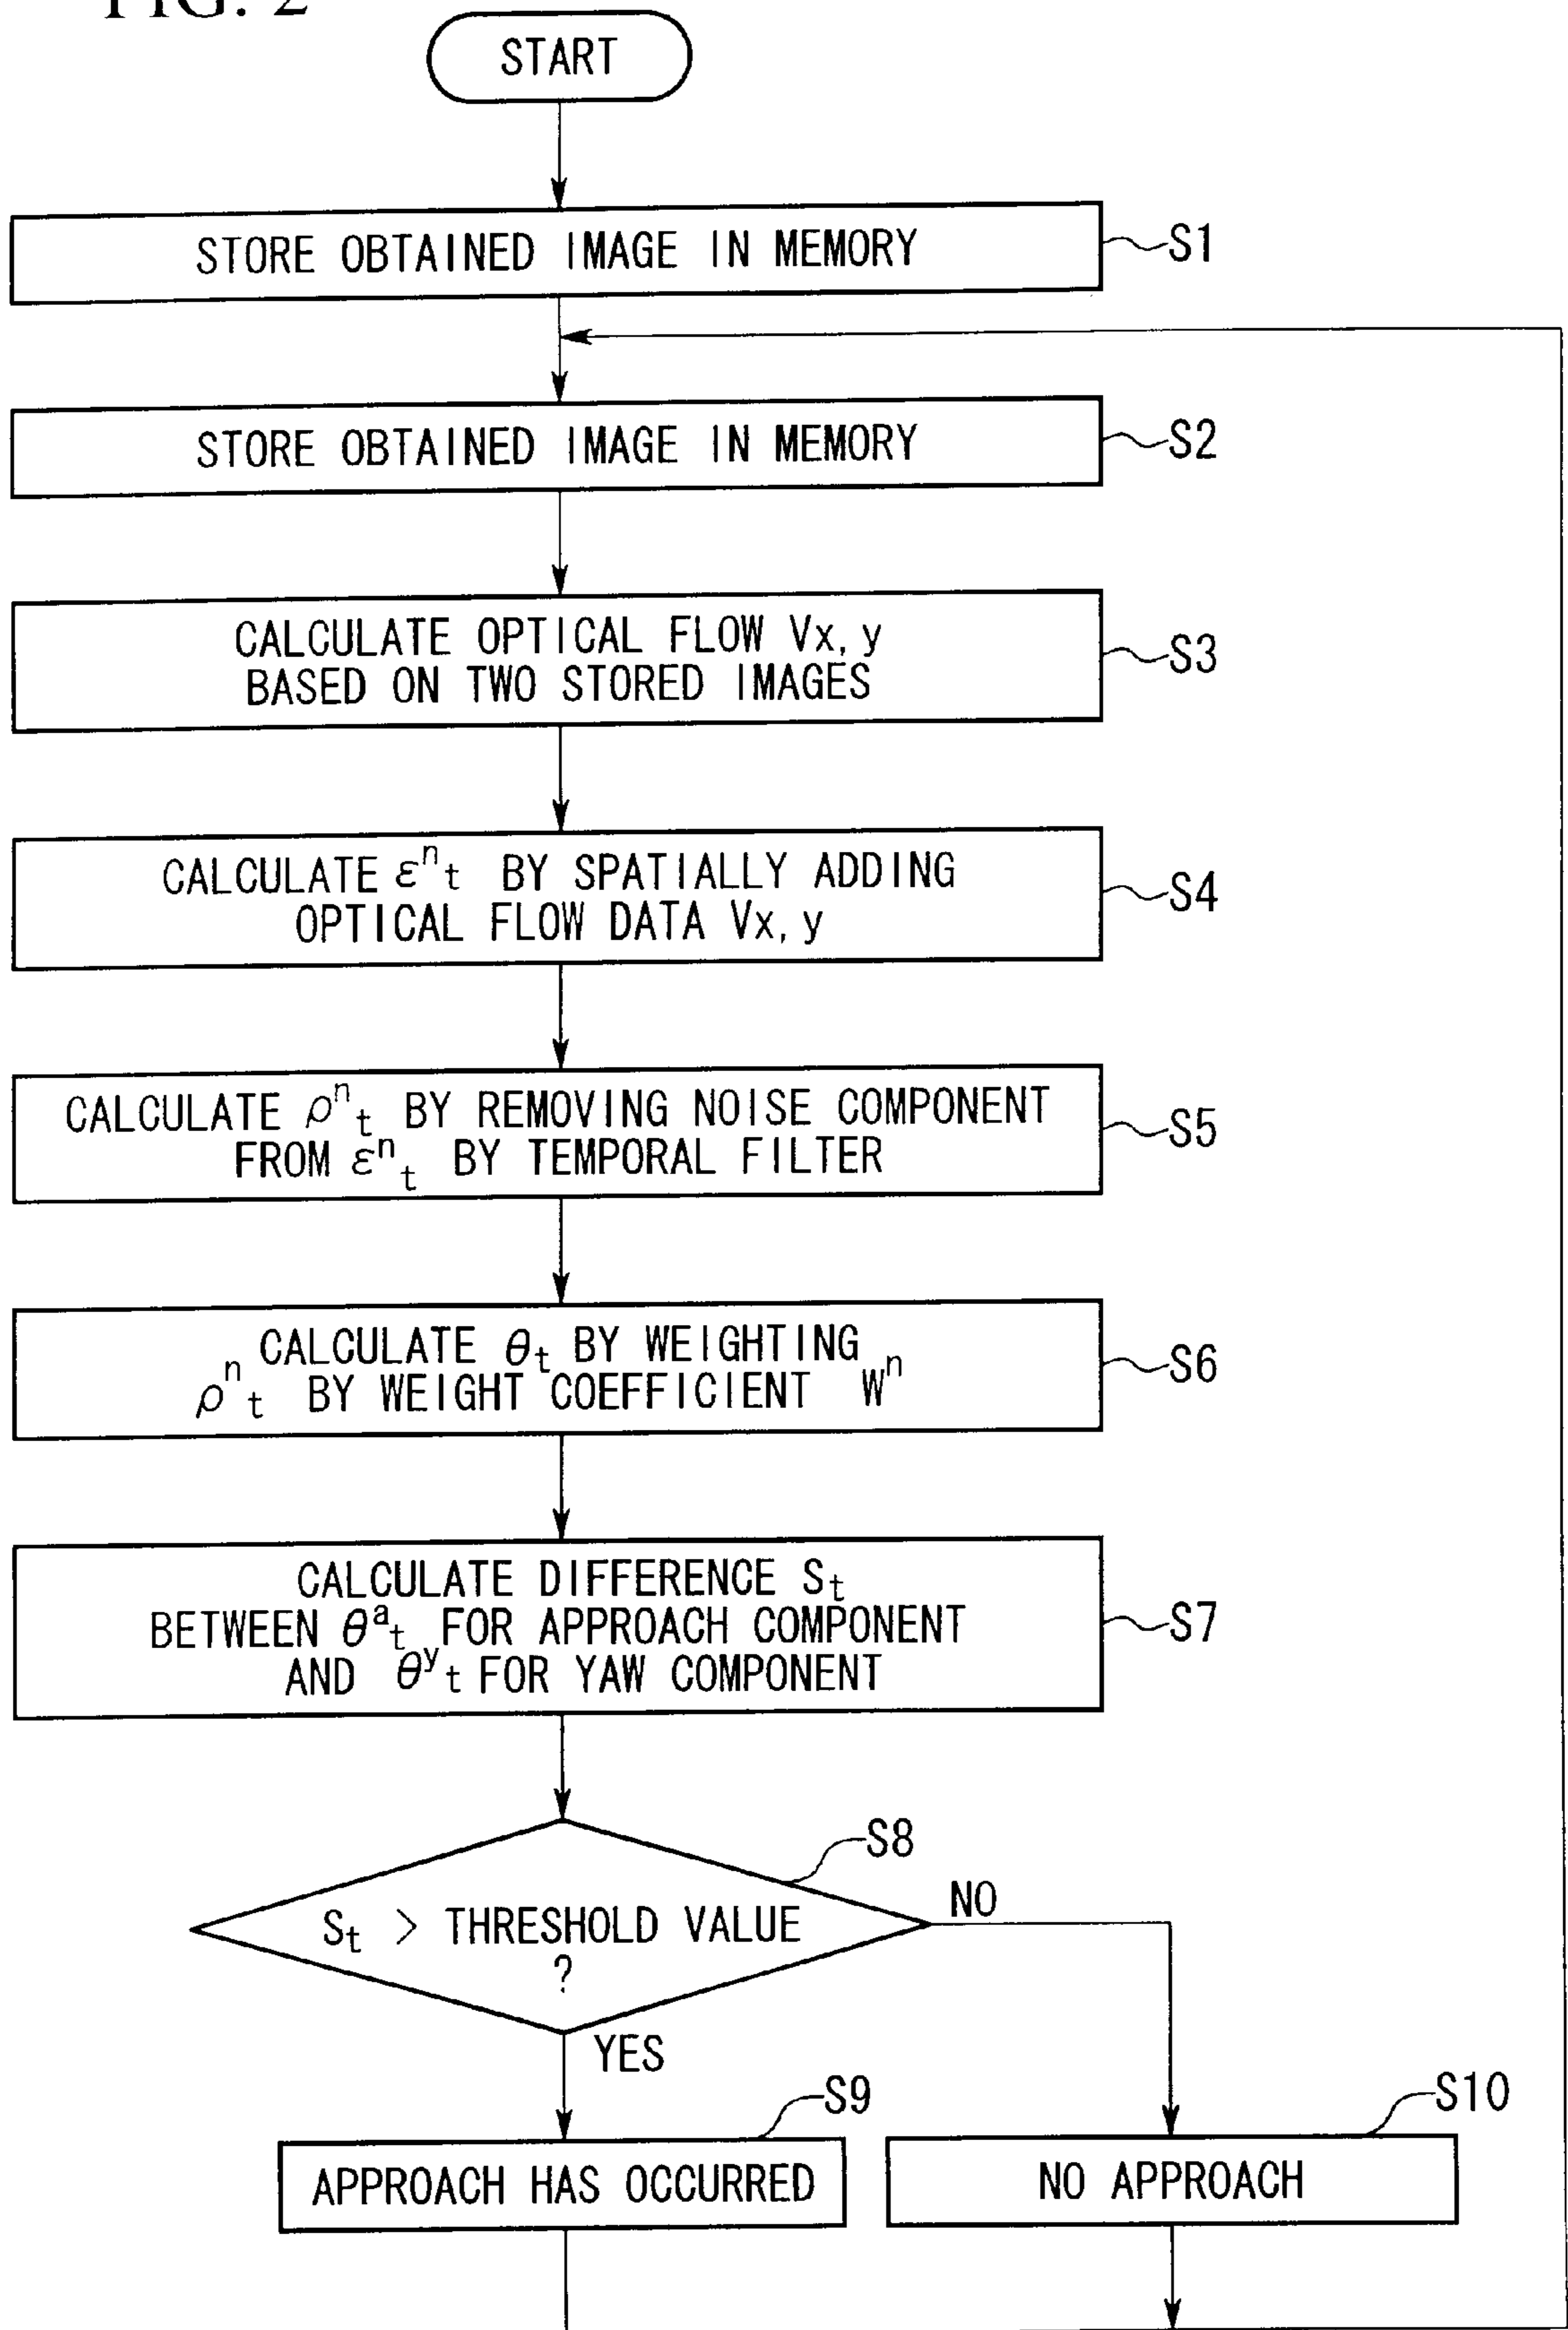 FIG. 2
START
STORE OBTAINED IMAGE IN MEMORY
S1
STORE OBTAINED IMAGE IN MEMORY
S2
CALCULATE OPTICAL FLOW Vx, y
BASED ON TWO STORED IMAGES
S3
CALCULATE εⁿt BY SPATIALLY ADDING
OPTICAL FLOW DATA Vx, y
S4
CALCULATE ρⁿt BY REMOVING NOISE COMPONENT
FROM εⁿt BY TEMPORAL FILTER
S5
CALCULATE θt BY WEIGHTING
ρⁿt BY WEIGHT COEFFICIENT Wⁿ
S6
CALCULATE DIFFERENCE St
BETWEEN θᵃt FOR APPROACH COMPONENT
AND θʸt FOR YAW COMPONENT
S7
S8
St > THRESHOLD VALUE
?
NO
YES
S9
S10
APPROACH HAS OCCURRED
NO APPROACH